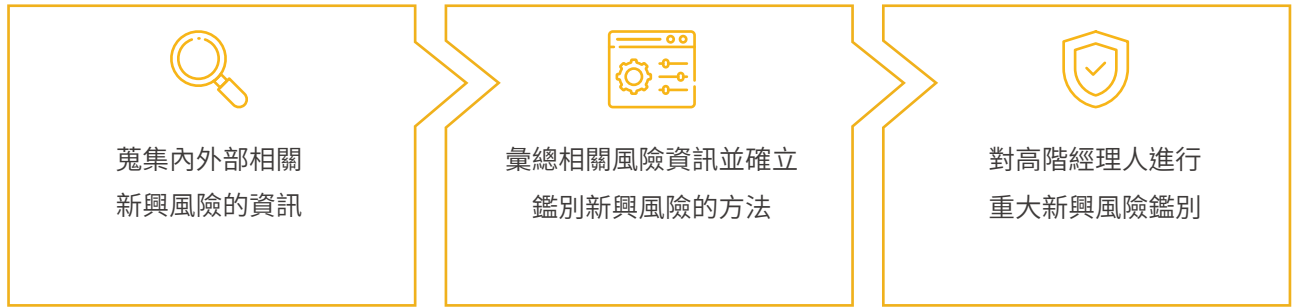 蒐集內外部相關
新興風險的資訊
彙總相關風險資訊並確立
鑑別新興風險的方法
對高階經理人進行
重大新興風險鑑別